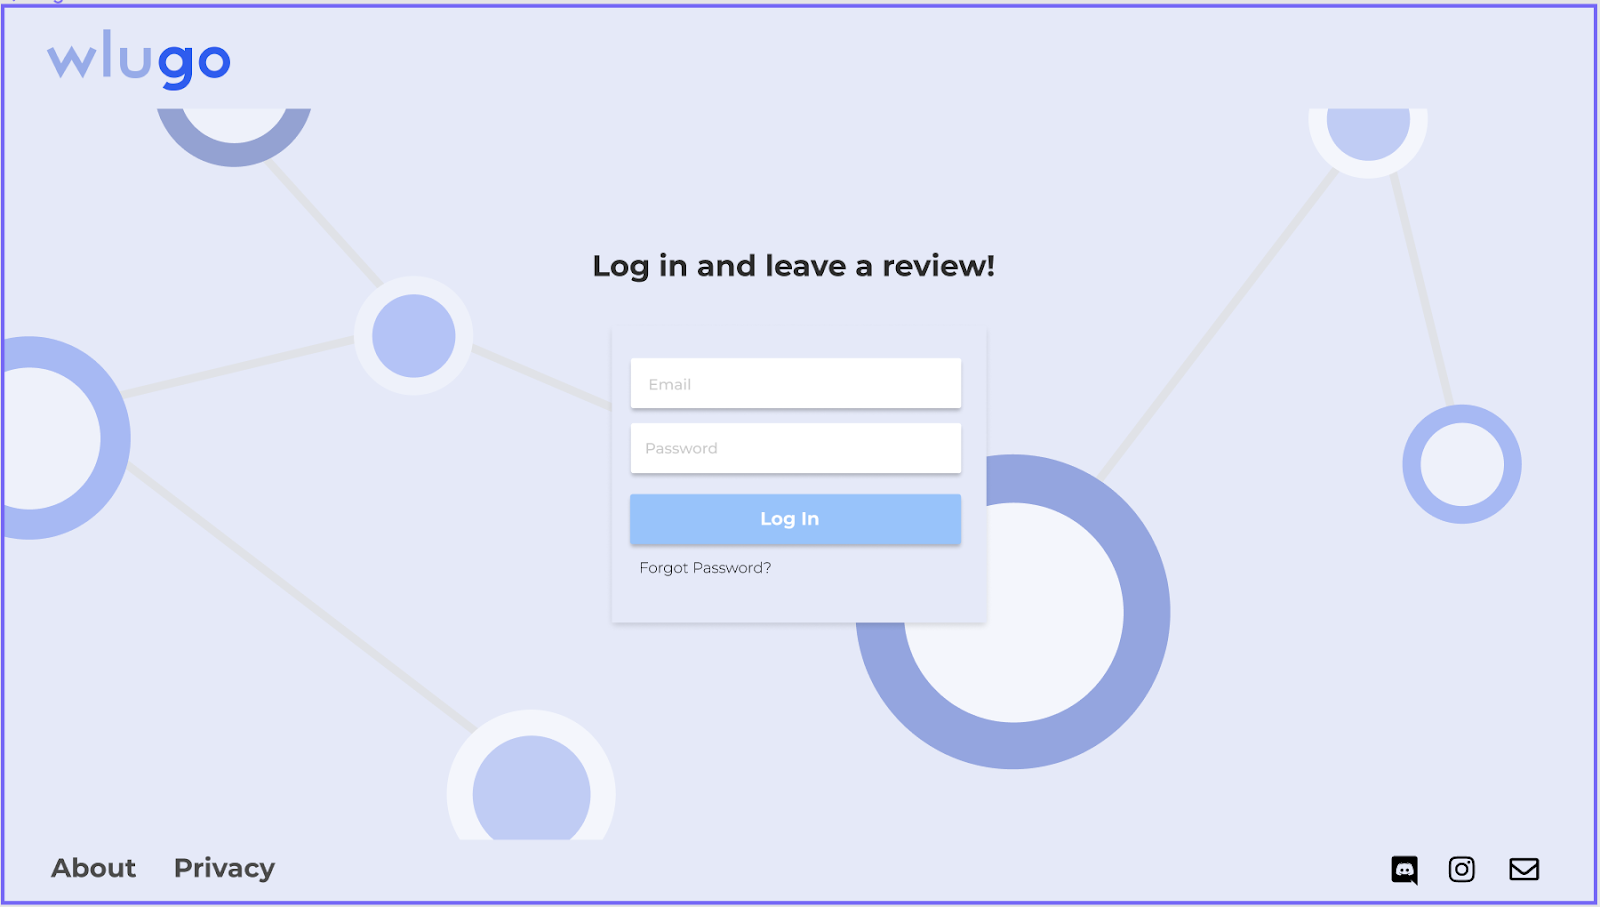 wlugo
Log in and leave a review!
Email
Password
Log In
Forgot Password?
About Privacy